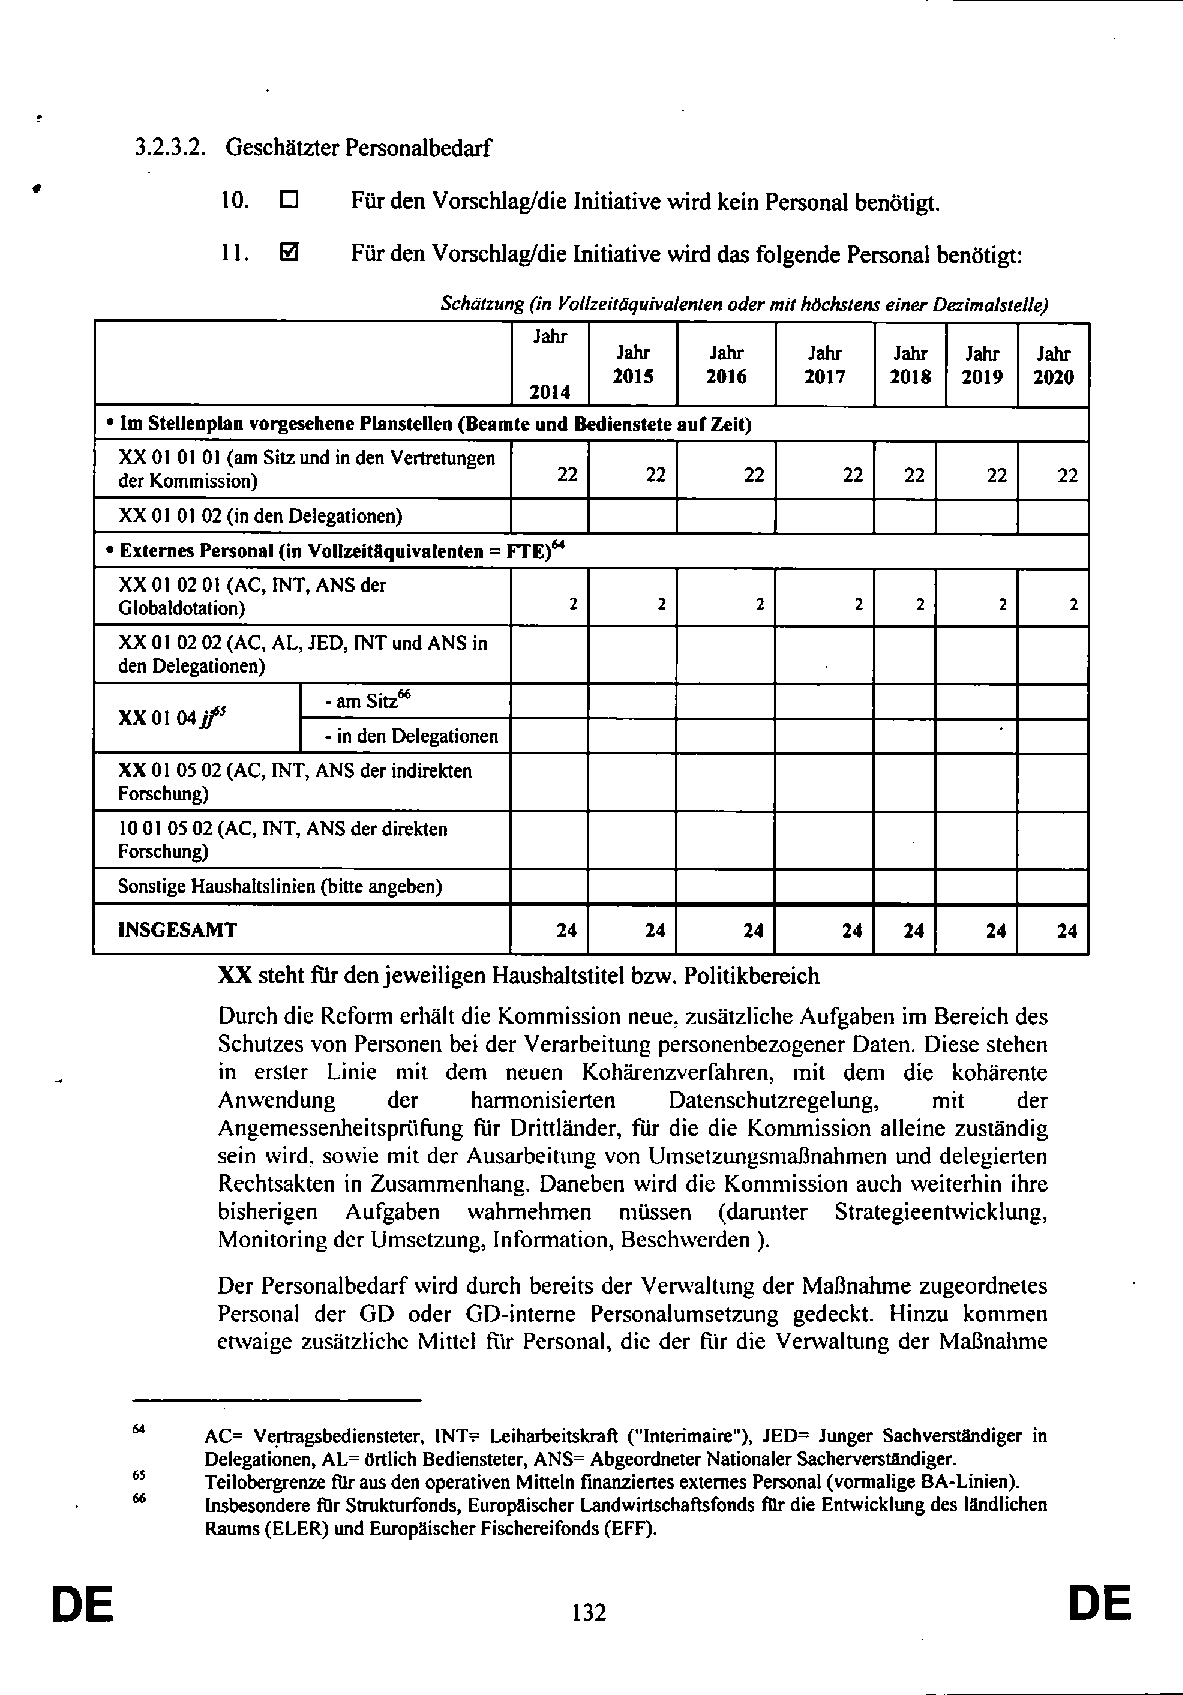 3.2.3.2. Geschätzter Personalbedarf
10. ☐ Für den Vorschlag/die Initiative wird kein Personal benötigt.
11. ☑ Für den Vorschlag/die Initiative wird das folgende Personal benötigt:
Schätzung (in Vollzeitäquivalenten oder mit höchstens einer Dezimalstelle)
Jahr 2014 Jahr 2015 Jahr 2016 Jahr 2017 Jahr 2018 Jahr 2019 Jahr 2020
• Im Stellenplan vorgesehene Planstellen (Beamte und Bedienstete auf Zeit)
XX 01 01 01 (am Sitz und in den Vertretungen
der Kommission) 22 22 22 22 22 22 22
XX 01 01 02 (in den Delegationen)
• Externes Personal (in Vollzeitäquivalenten = FTE)64
XX 01 02 01 (AC, INT, ANS der
Globaldotation) 2 2 2 2 2 2 2
XX 01 02 02 (AC, AL, JED, INT und ANS in
den Delegationen)
XX 01 04 jj65
- am Sitz66
- in den Delegationen
XX 01 05 02 (AC, INT, ANS der indirekten
Forschung)
10 01 05 02 (AC, INT, ANS der direkten
Forschung)
Sonstige Haushaltslinien (bitte angeben)
INSGESAMT 24 24 24 24 24 24 24
XX steht für den jeweiligen Haushaltstitel bzw. Politikbereich
Durch die Reform erhält die Kommission neue, zusätzliche Aufgaben im Bereich des
Schutzes von Personen bei der Verarbeitung personenbezogener Daten. Diese stehen
in erster Linie mit dem neuen Kohärenzverfahren, mit dem die kohärente
Anwendung der harmonisierten Datenschutzregelung, mit der
Angemessenheitsprüfung für Drittländer, für die die Kommission alleine zuständig
sein wird, sowie mit der Ausarbeitung von Umsetzungsmaßnahmen und delegierten
Rechtsakten in Zusammenhang. Daneben wird die Kommission auch weiterhin ihre
bisherigen Aufgaben wahrnehmen müssen (darunter Strategieentwicklung,
Monitoring der Umsetzung, Information, Beschwerden ).
Der Personalbedarf wird durch bereits der Verwaltung der Maßnahme zugeordnetes
Personal der GD oder GD-interne Personalumsetzung gedeckt. Hinzu kommen
etwaige zusätzliche Mittel für Personal, die der für die Verwaltung der Maßnahme
64 AC= Vertragsbediensteter, INT= Leiharbeitskraft ("Interimaire"), JED= Junger Sachverständiger in
Delegationen, AL= örtlich Bediensteter, ANS= Abgeordneter Nationaler Sacherverständiger.
65 Teilobergrenze für aus den operativen Mitteln finanziertes externes Personal (vormalige BA-Linien).
66 Insbesondere für Strukturfonds, Europäischer Landwirtschaftsfonds für die Entwicklung des ländlichen
Raums (ELER) und Europäischer Fischereifonds (EFF).
DE 132 DE